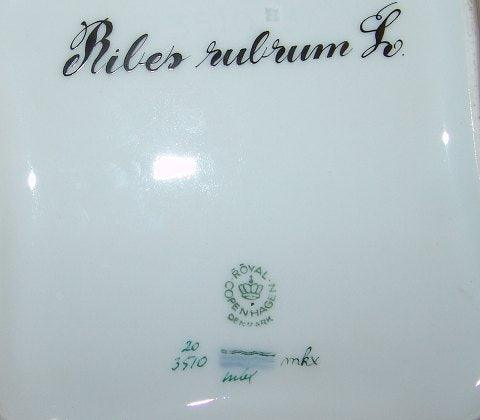 Ribes rubrum L.
ROYAL
COPENHAGEN
DENMARK
20
3510 mkx